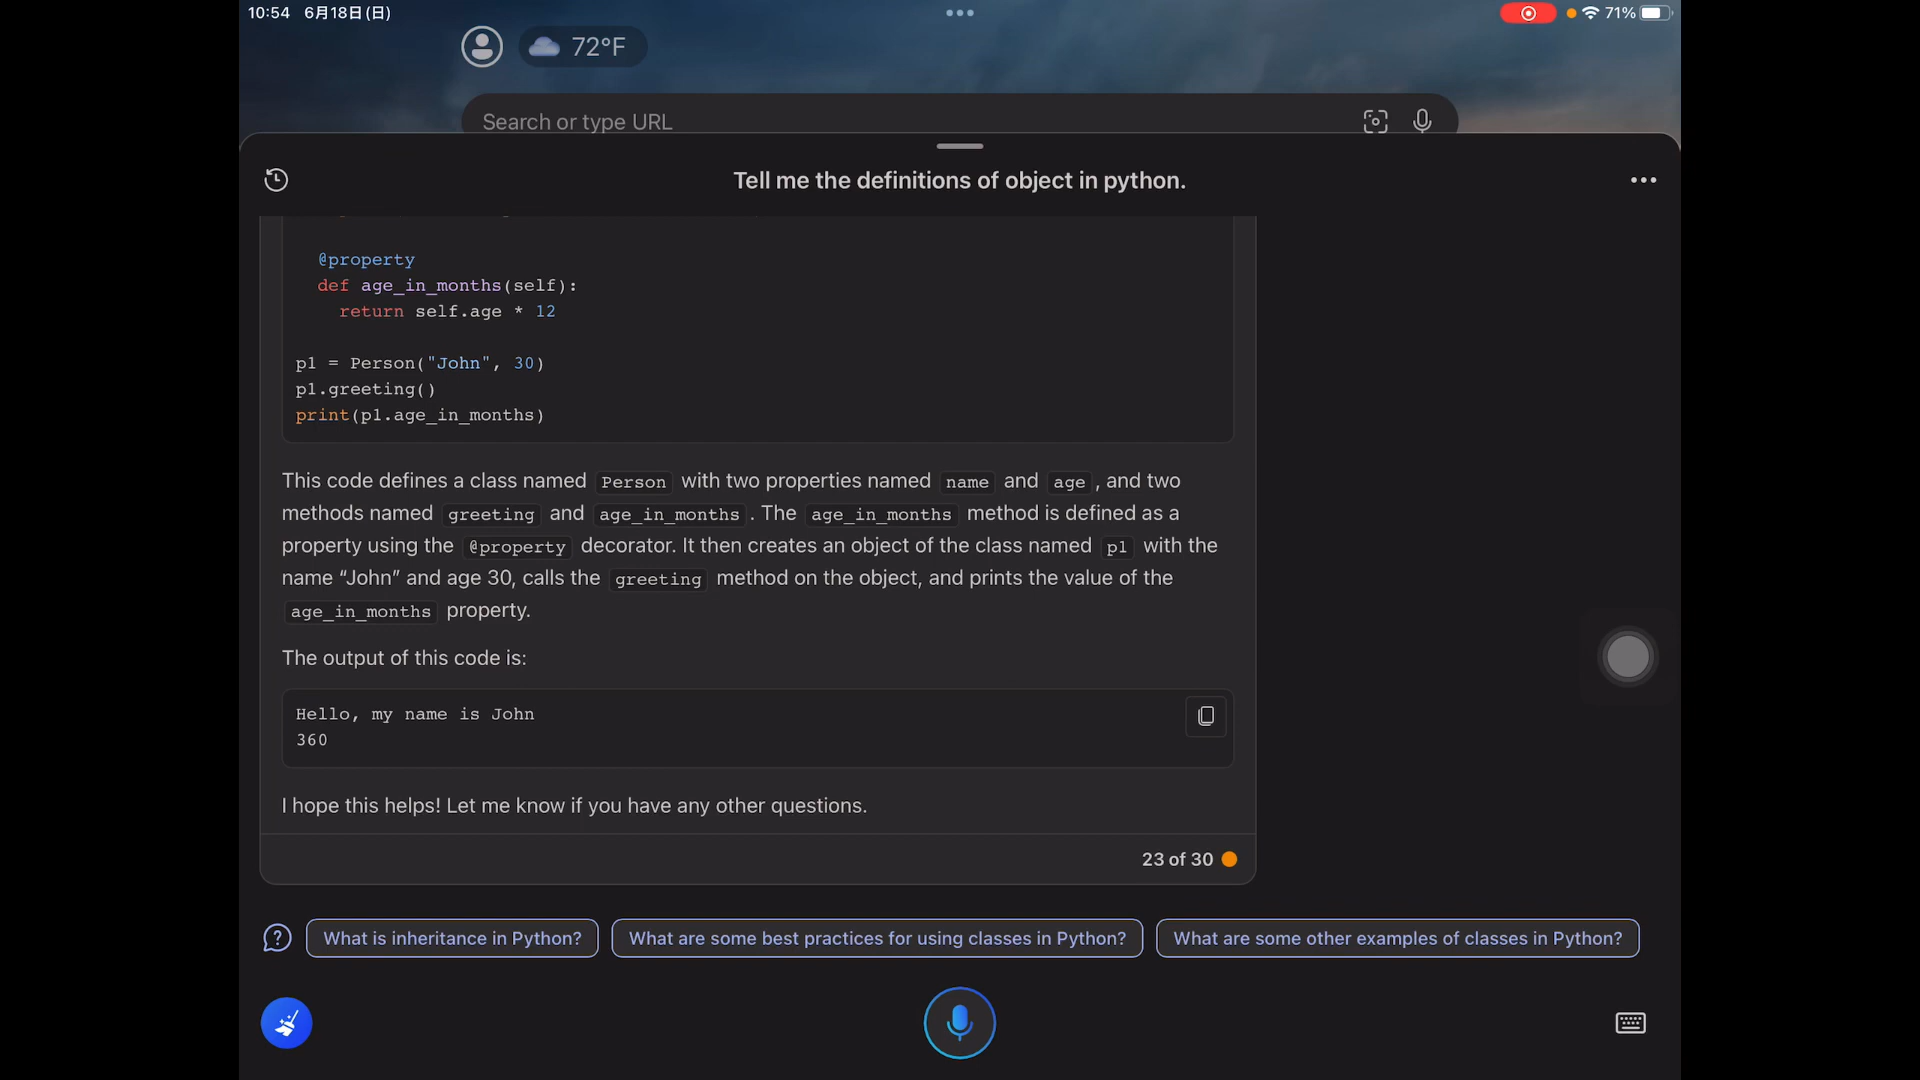 10:54 6月18日(日)
71%
72°F
Search or type URL
Tell me the definitions of object in python.
@property
def age_in_months(self):
return self.age * 12
p1 = Person("John", 30)
p1.greeting()
print(p1.age_in_months)
This code defines a class named Person with two properties named name and age, and two
methods named greeting and age_in_months. The age_in_months method is defined as a
property using the @property decorator. It then creates an object of the class named p1 with the
name “John” and age 30, calls the greeting method on the object, and prints the value of the
age_in_months property.
The output of this code is:
Hello, my name is John
360
I hope this helps! Let me know if you have any other questions.
23 of 30
What is inheritance in Python?
What are some best practices for using classes in Python?
What are some other examples of classes in Python?